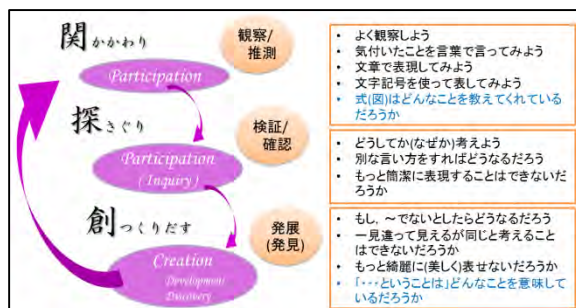 関かかわり
Participation
観察/
推測
・ よく観察しよう
・ 気付いたことを言葉で言ってみよう
・ 文章で表現してみよう
・ 文字記号を使って表してみよう
・ 式(図)はどんなことを教えてくれている
だろうか
探さぐり
Participation
(Inquiry)
検証/
確認
・ どうしてか(なぜか)考えよう
・ 別な言い方をすればどうなるだろう
・ もっと簡潔に表現することはできないだ
ろうか
創つくりだす
Creation
Development
Discovery
発展
(発見)
・ もし,~でないとしたらどうなるだろう
・ 一見違って見えるが同じと考えること
はできないだろうか
・ もっと綺麗に(美しく)表せないだろうか
・ 「・・・ということは」どんなことを意味し
ているだろうか